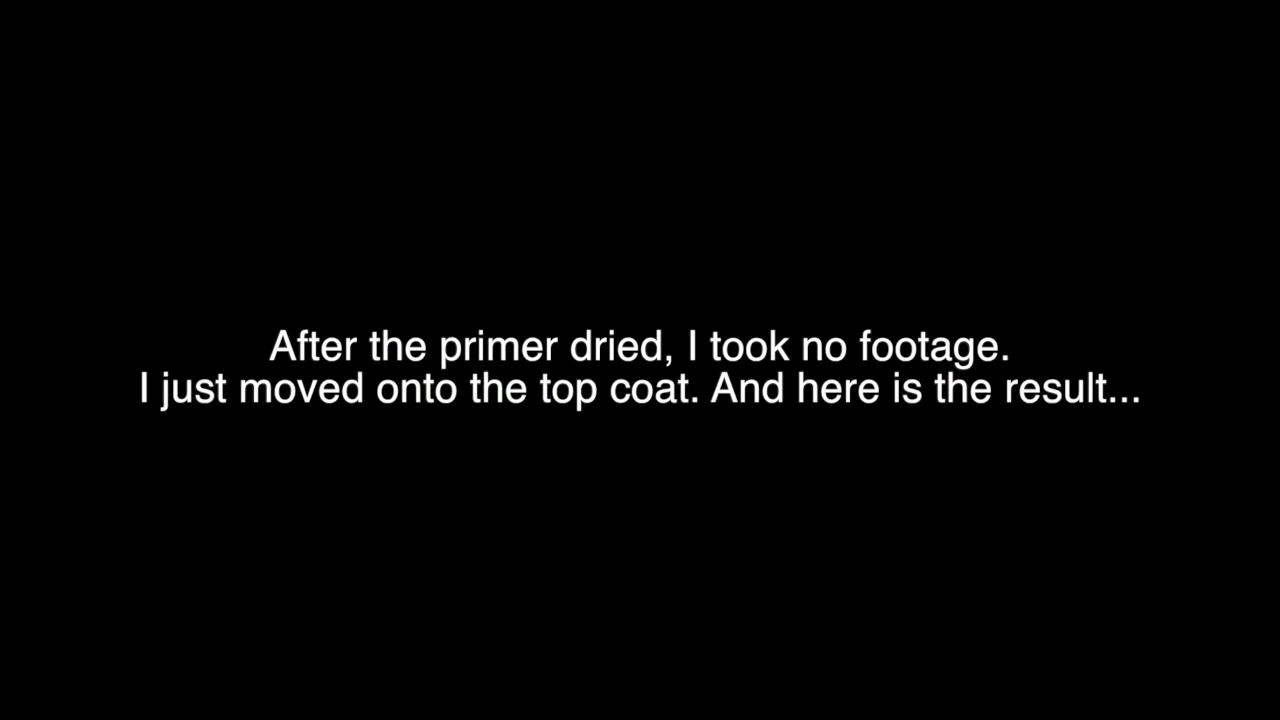 After the primer dried, I took no footage.
I just moved onto the top coat. And here is the result...